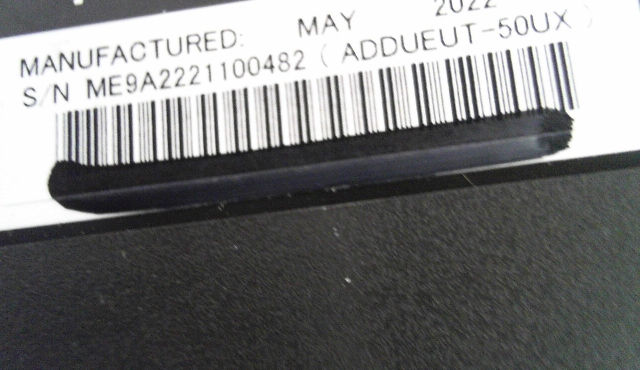 MANUFACTURED: MAY 2022
S/N ME9A2221100482 ( ADDUEUT-50UX )